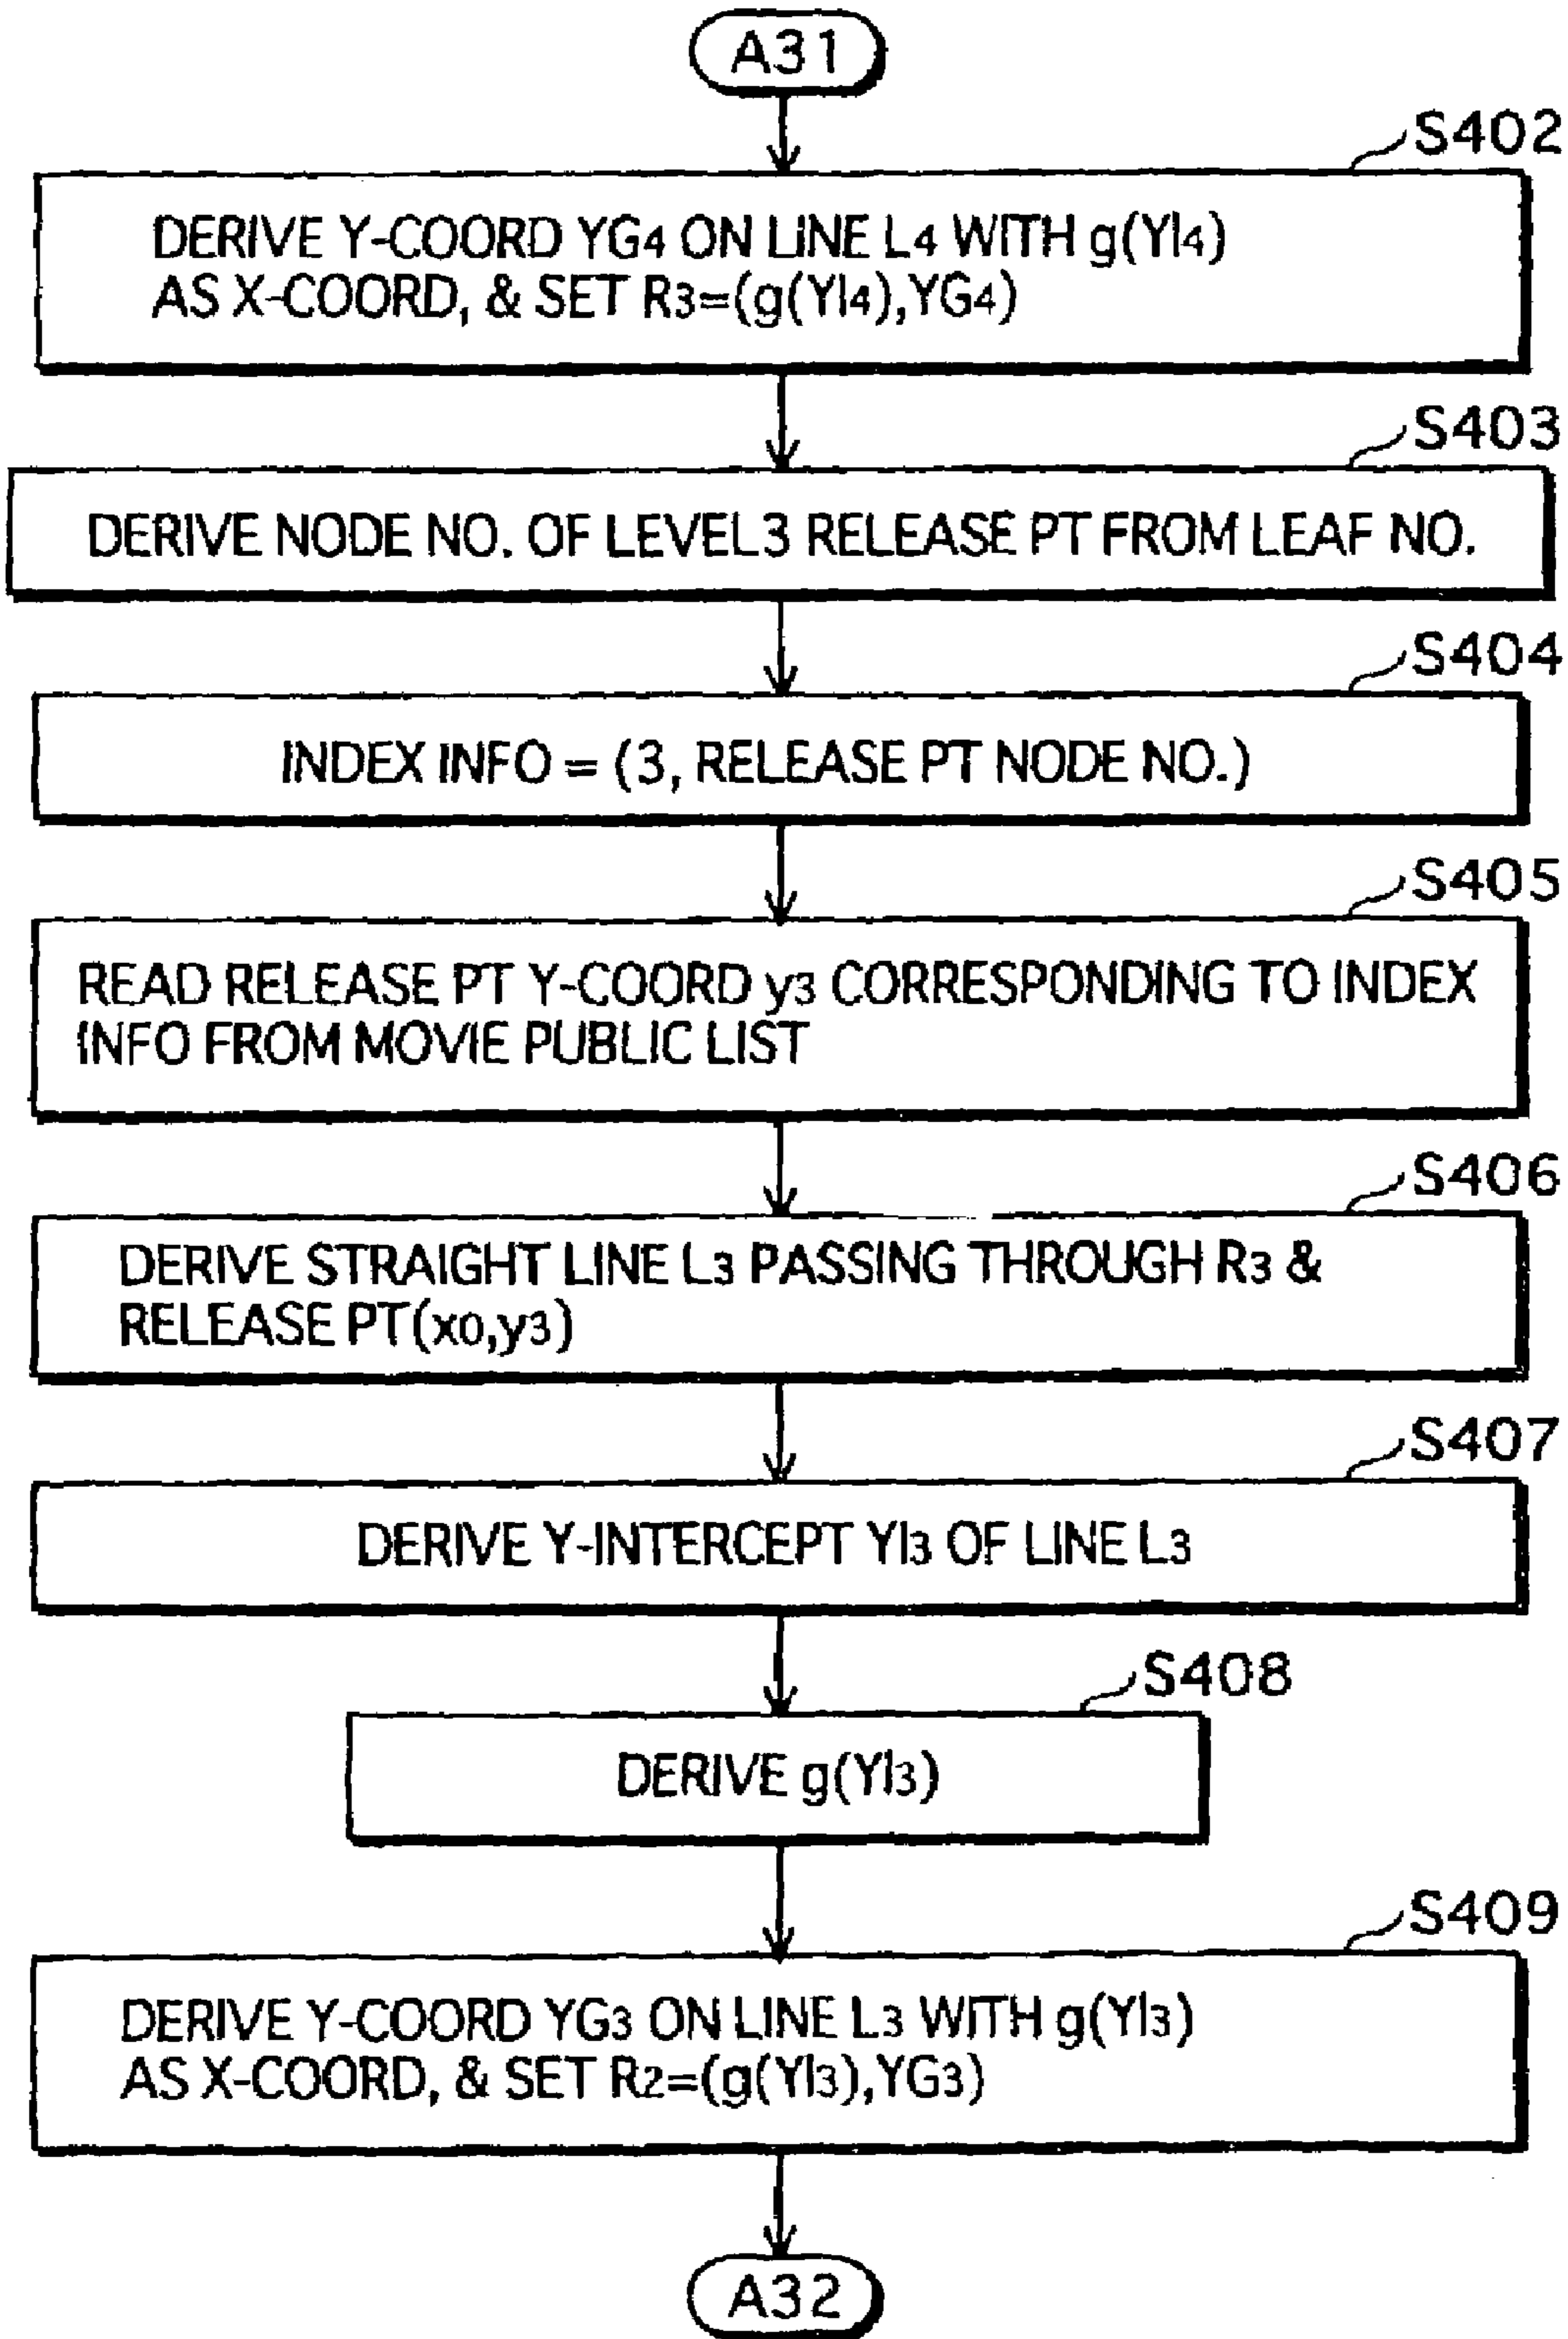 A31
S402
DERIVE Y-COORD YG4 ON LINE L4 WITH g(YI4)
AS X-COORD, & SET R3=(g(YI4),YG4)
S403
DERIVE NODE NO. OF LEVEL3 RELEASE PT FROM LEAF NO.
S404
INDEX INFO = (3, RELEASE PT NODE NO.)
S405
READ RELEASE PT Y-COORD y3 CORRESPONDING TO INDEX
INFO FROM MOVIE PUBLIC LIST
S406
DERIVE STRAIGHT LINE L3 PASSING THROUGH R3 &
RELEASE PT(x0,y3)
S407
DERIVE Y-INTERCEPT YI3 OF LINE L3
S408
DERIVE g(YI3)
S409
DERIVE Y-COORD YG3 ON LINE L3 WITH g(YI3)
AS X-COORD, & SET R2=(g(YI3),YG3)
A32